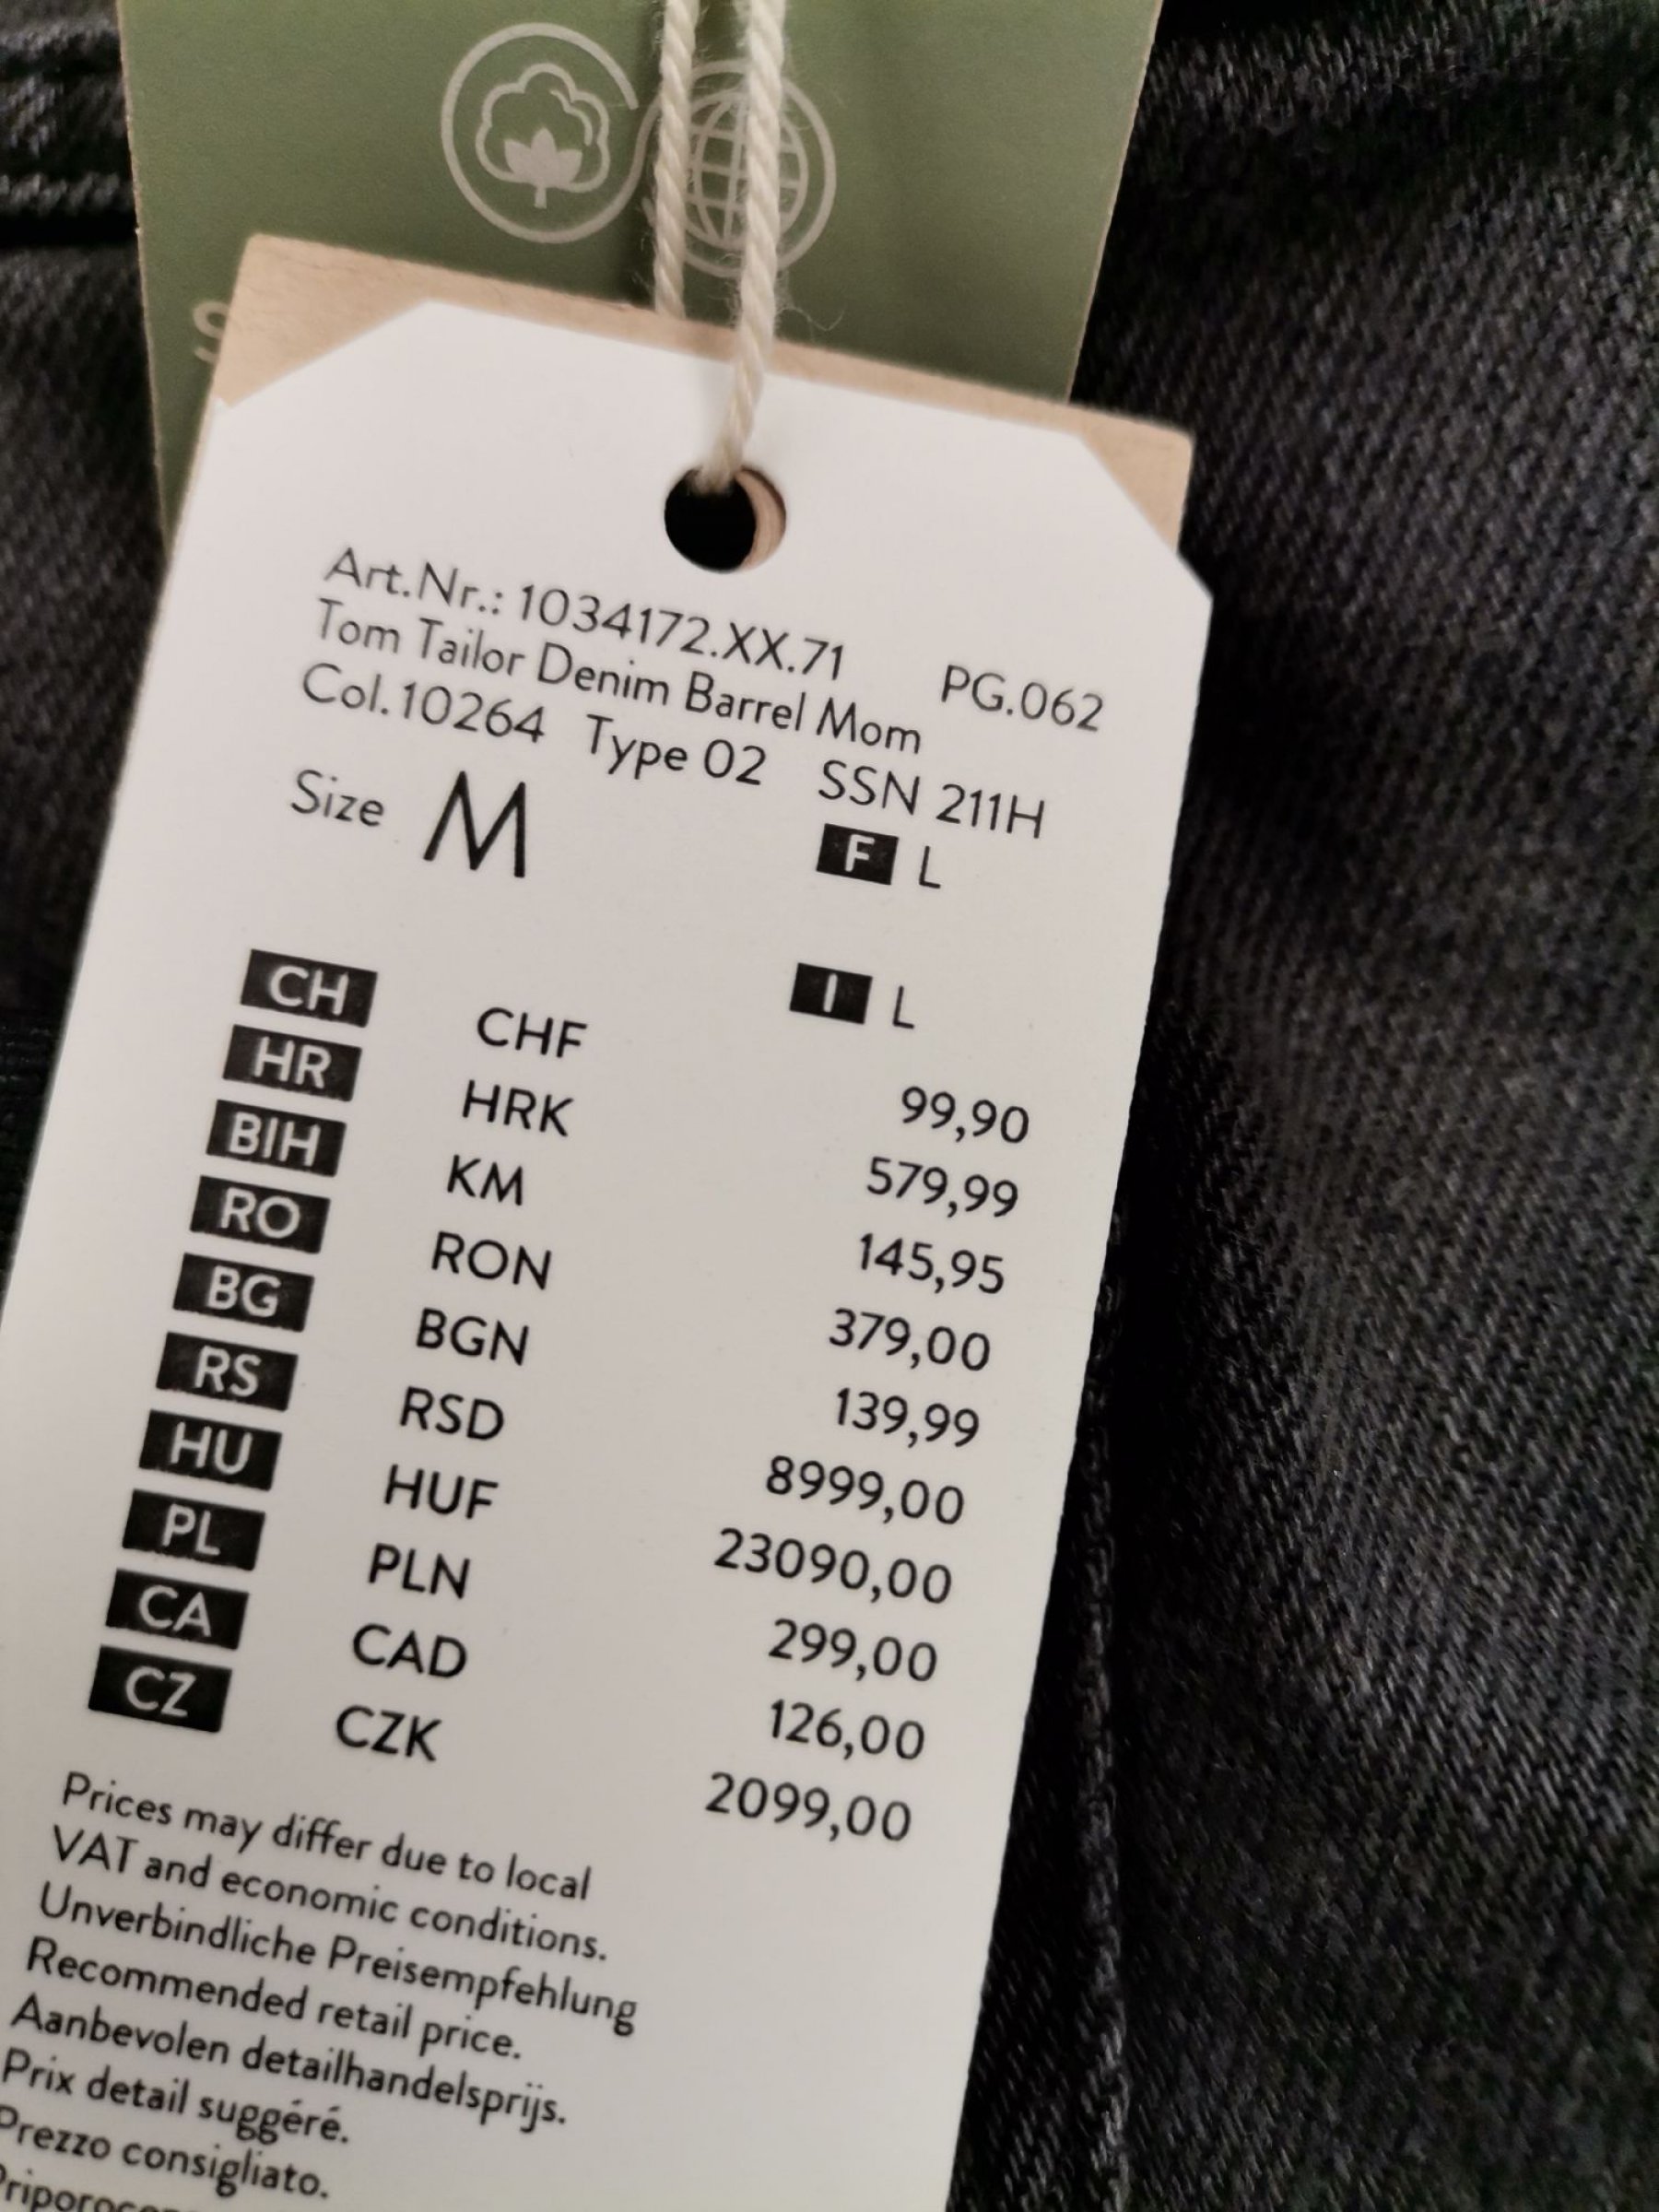 S
Art.Nr.: 1034172.XX.71 PG.062
Tom Tailor Denim Barrel Mom
Col.10264 Type 02 SSN 211H
Size M F L
I L
CH CHF 99,90
HR HRK 579,99
BIH KM 145,95
RO RON 379,00
BG BGN 139,99
RS RSD 8999,00
HU HUF 23090,00
PL PLN 299,00
CA CAD 126,00
CZ CZK 2099,00
Prices may differ due to local
VAT and economic conditions.
Unverbindliche Preisempfehlung
Recommended retail price.
Aanbevolen detailhandelsprijs.
Prix detail suggéré.
Prezzo consigliato.